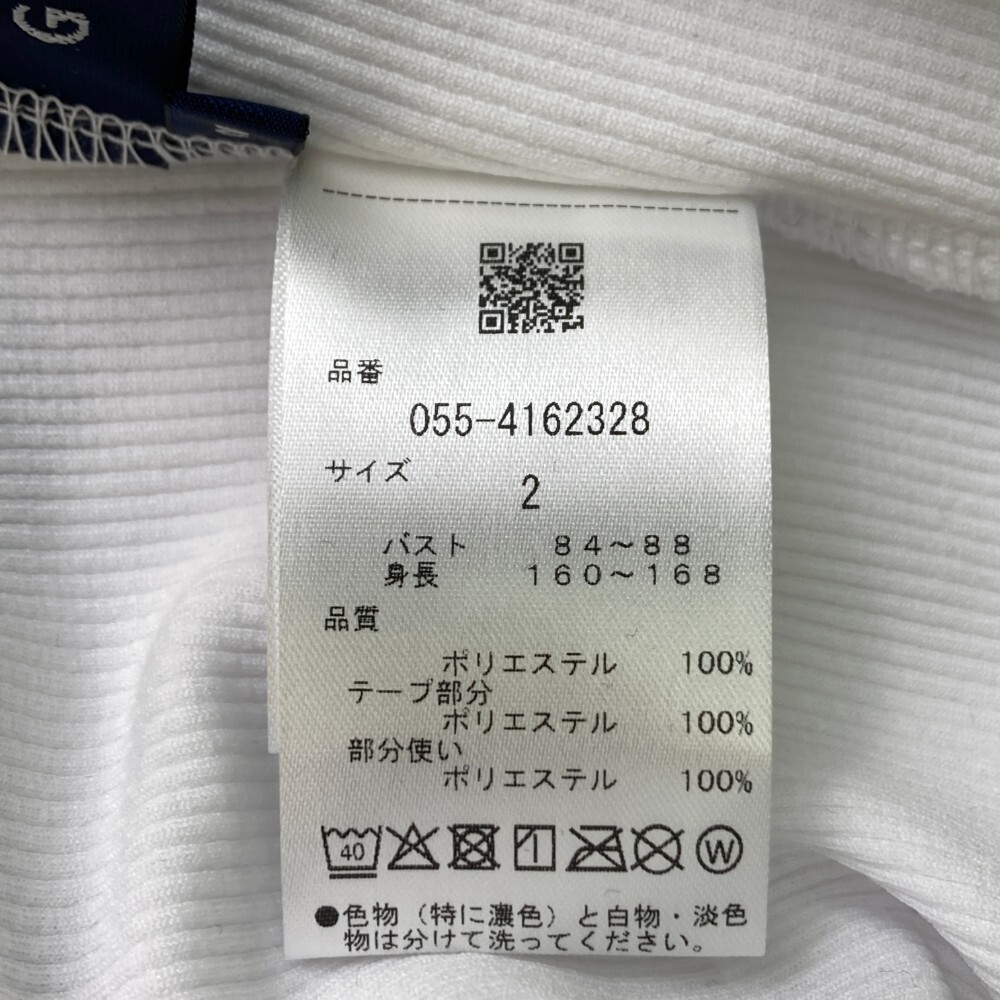 G
品番
055-4162328
サイズ
2
バスト 84~88
身長 160~168
品質
ポリエステル 100%
テープ部分
ポリエステル 100%
部分使い
ポリエステル 100%
40 W
●色物(特に濃色)と白物・淡色
物は分けて洗ってください。